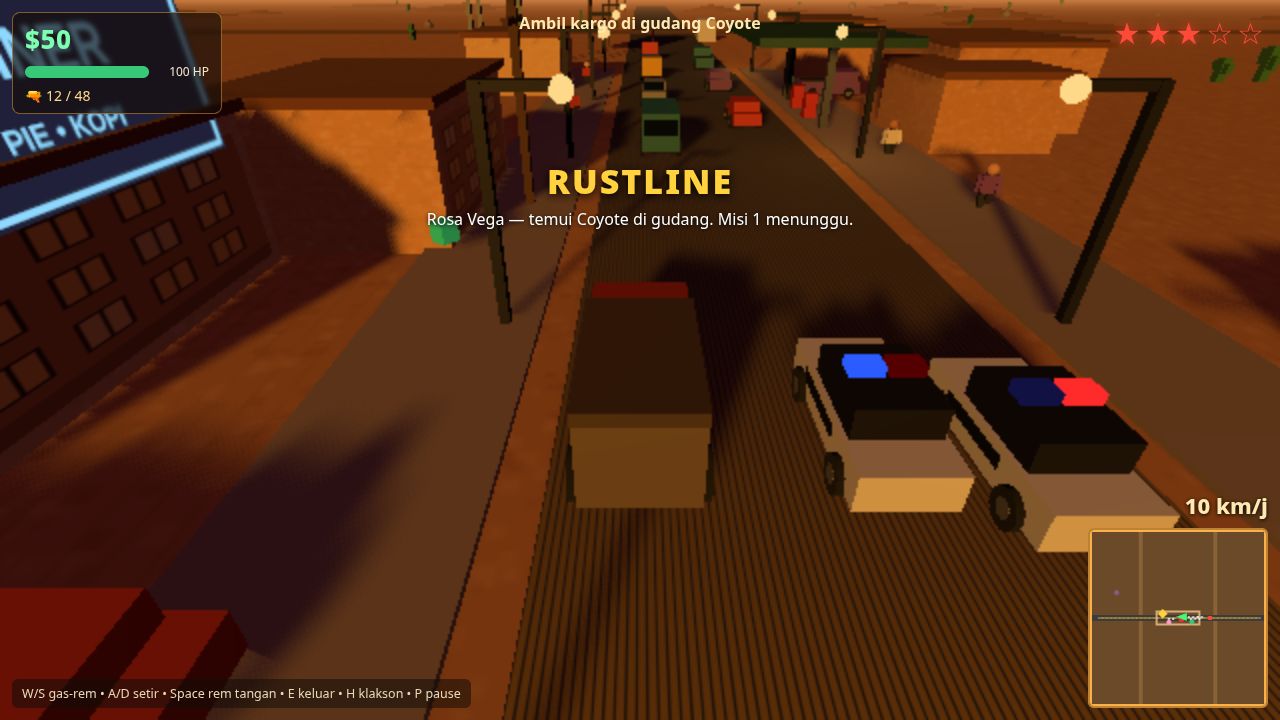 $50
100 HP
12 / 48
PIE • KOPI
Ambil kargo di gudang Coyote
★★★☆☆
RUSTLINE
Rosa Vega — temui Coyote di gudang. Misi 1 menunggu.
10 km/j
W/S gas-rem • A/D setir • Space rem tangan • E keluar • H klakson • P pause